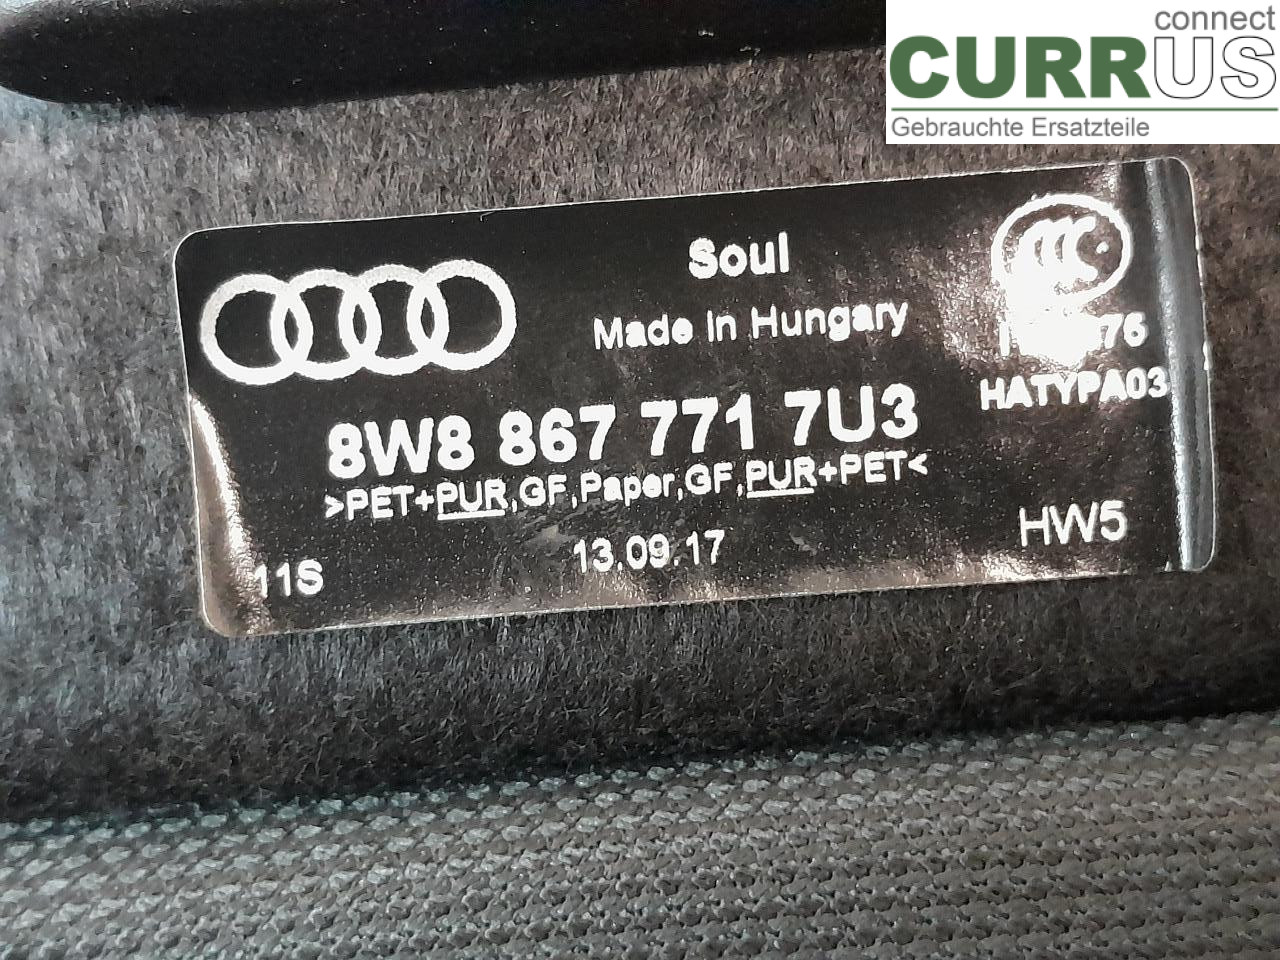 connect
CURRUS
Gebrauchte Ersatzteile
Soul
Made in Hungary
HATYPA03
8W8 867 771 7U3
>PET+PUR,GF,Paper,GF,PUR+PET<
13.09.17
HW5
11S